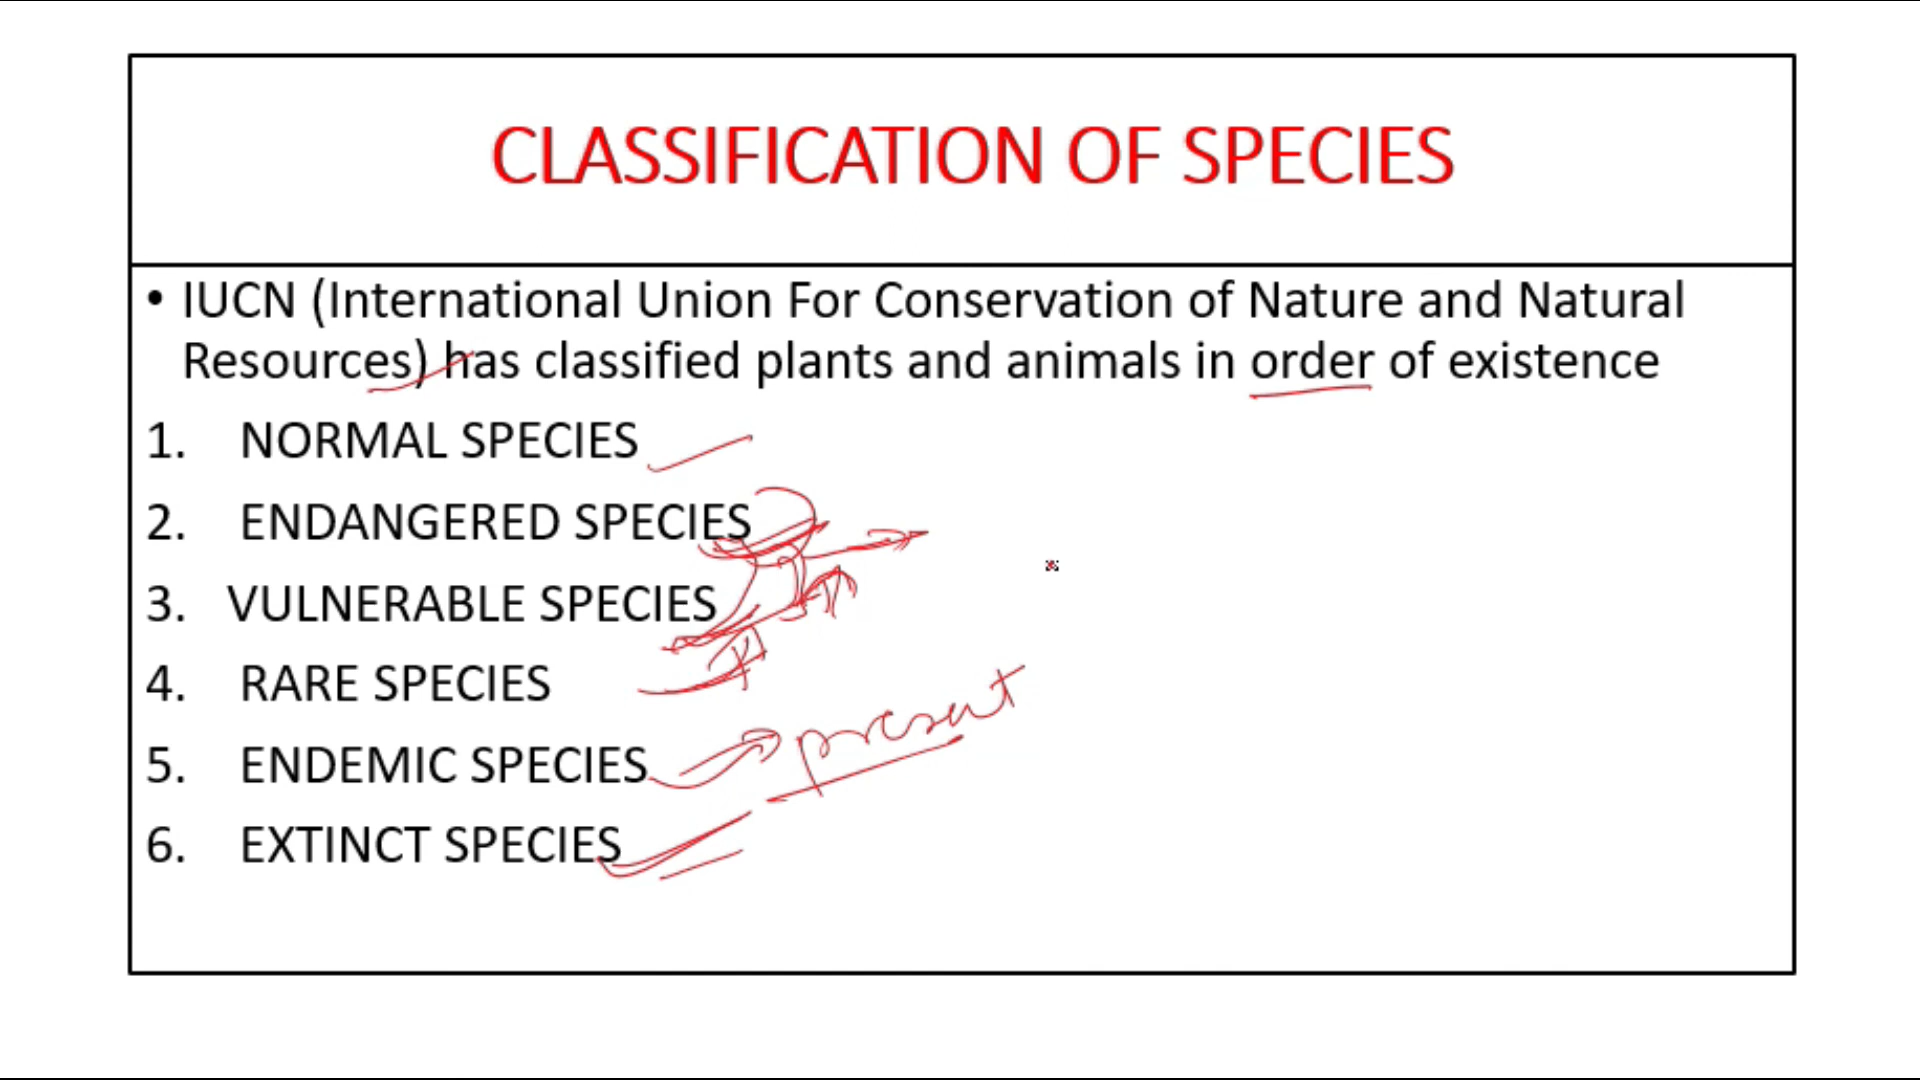 CLASSIFICATION OF SPECIES
• IUCN (International Union For Conservation of Nature and Natural
Resources) has classified plants and animals in order of existence
1. NORMAL SPECIES
2. ENDANGERED SPECIES
3. VULNERABLE SPECIES
4. RARE SPECIES
5. ENDEMIC SPECIES present
6. EXTINCT SPECIES